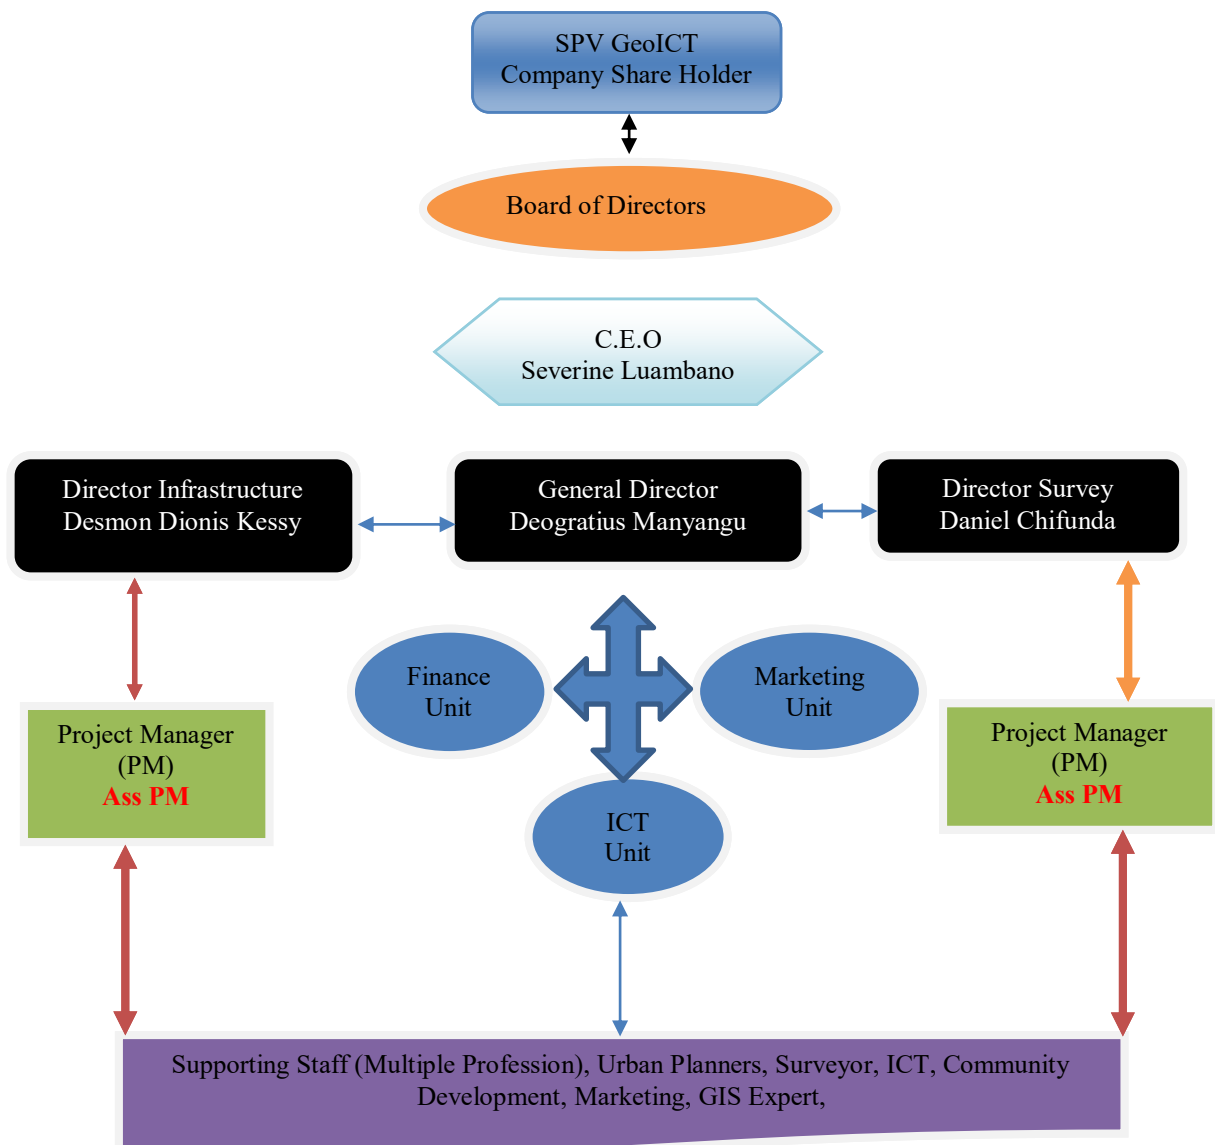 SPV GeoICT
Company Share Holder
Board of Directors
C.E.O
Severine Luambano
Director Infrastructure
Desmon Dionis Kessy
General Director
Deogratius Manyangu
Director Survey
Daniel Chifunda
Finance
Unit
Marketing
Unit
Project Manager
(PM)
Ass PM
Project Manager
(PM)
Ass PM
ICT
Unit
Supporting Staff (Multiple Profession), Urban Planners, Surveyor, ICT, Community
Development, Marketing, GIS Expert,